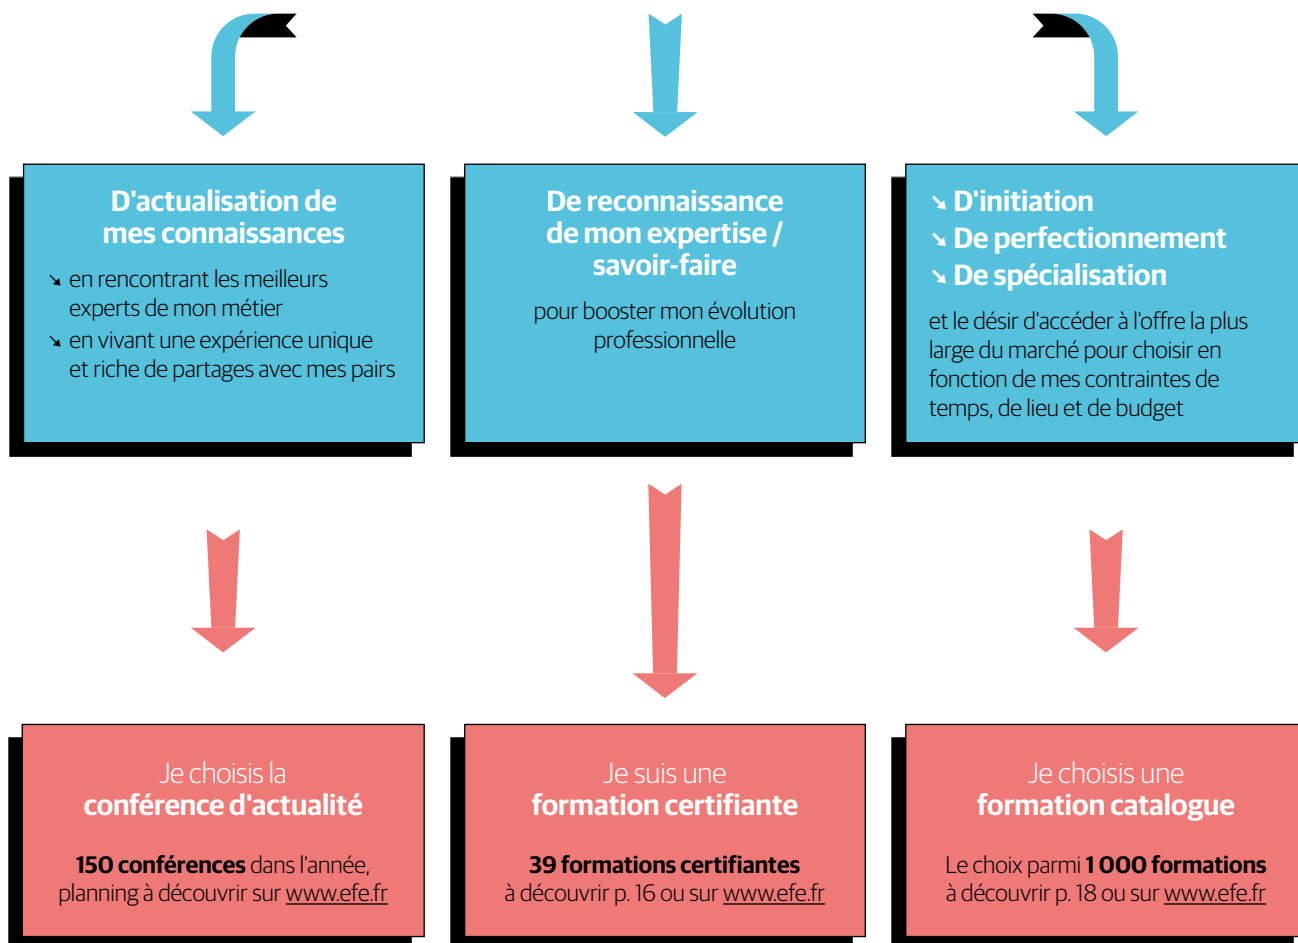 D'actualisation de
mes connaissances
↘ en rencontrant les meilleurs
experts de mon métier
↘ en vivant une expérience unique
et riche de partages avec mes pairs
De reconnaissance
de mon expertise /
savoir-faire
pour booster mon évolution
professionnelle
↘ D'initiation
↘ De perfectionnement
↘ De spécialisation
et le désir d'accéder à l'offre la plus
large du marché pour choisir en
fonction de mes contraintes de
temps, de lieu et de budget
Je choisis la
conférence d'actualité
150 conférences dans l'année,
planning à découvrir sur www.efe.fr
Je suis une
formation certifiante
39 formations certifiantes
à découvrir p. 16 ou sur www.efe.fr
Je choisis une
formation catalogue
Le choix parmi 1 000 formations
à découvrir p. 18 ou sur www.efe.fr